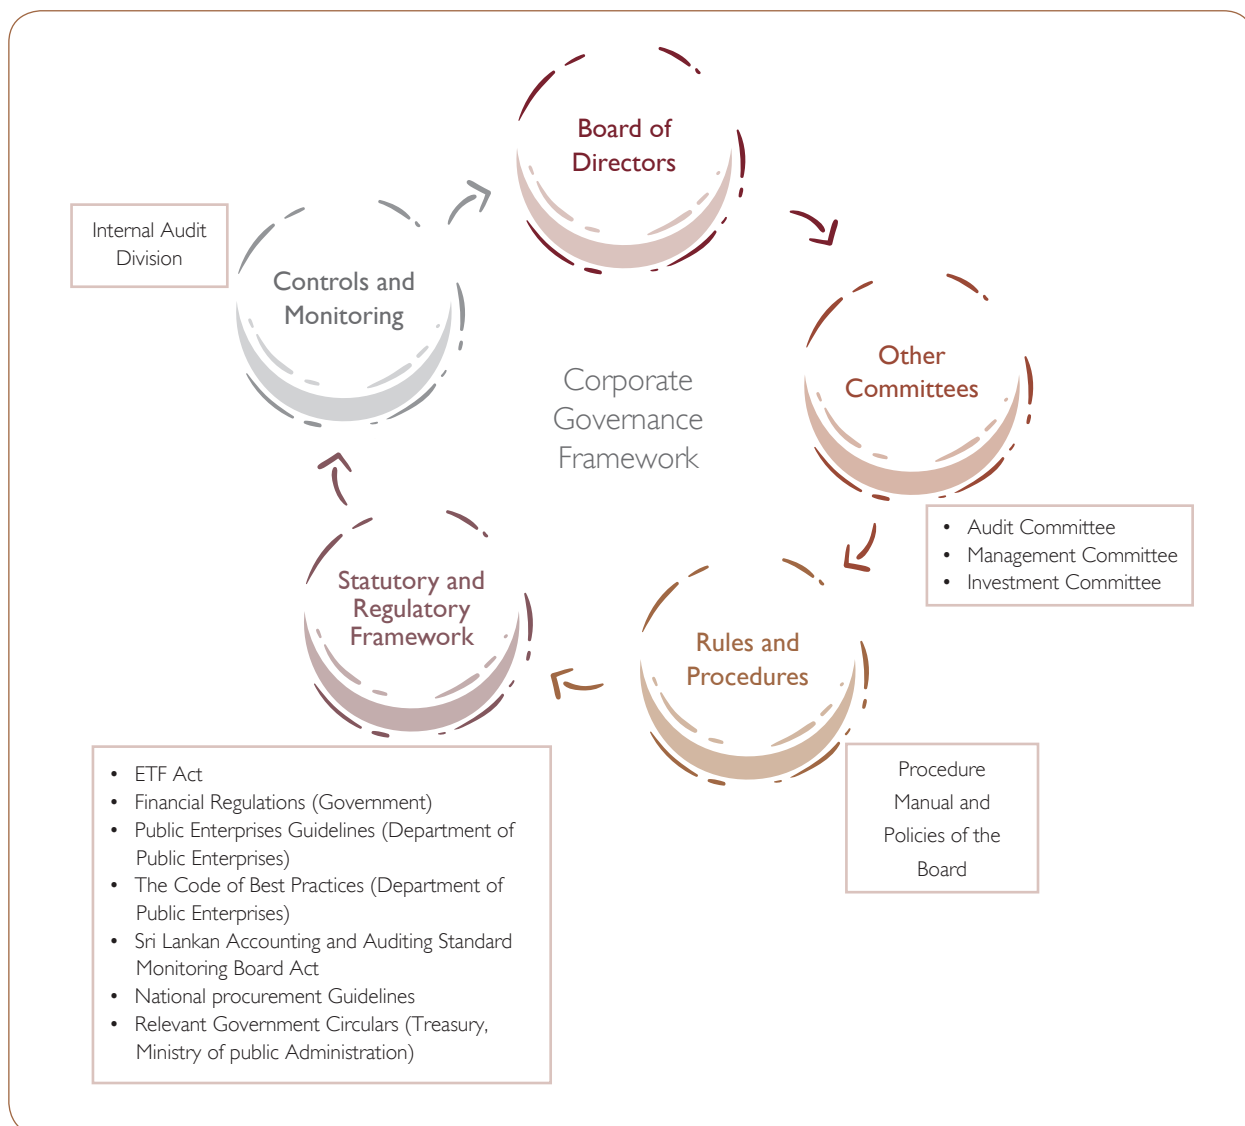 Board of
Directors
Internal Audit
Division
Controls and
Monitoring
Other
Committees
Corporate
Governance
Framework
• Audit Committee
• Management Committee
• Investment Committee
Statutory and
Regulatory
Framework
Rules and
Procedures
• ETF Act
• Financial Regulations (Government)
• Public Enterprises Guidelines (Department of
Public Enterprises)
• The Code of Best Practices (Department of
Public Enterprises)
• Sri Lankan Accounting and Auditing Standard
Monitoring Board Act
• National procurement Guidelines
• Relevant Government Circulars (Treasury,
Ministry of public Administration)
Procedure
Manual and
Policies of the
Board